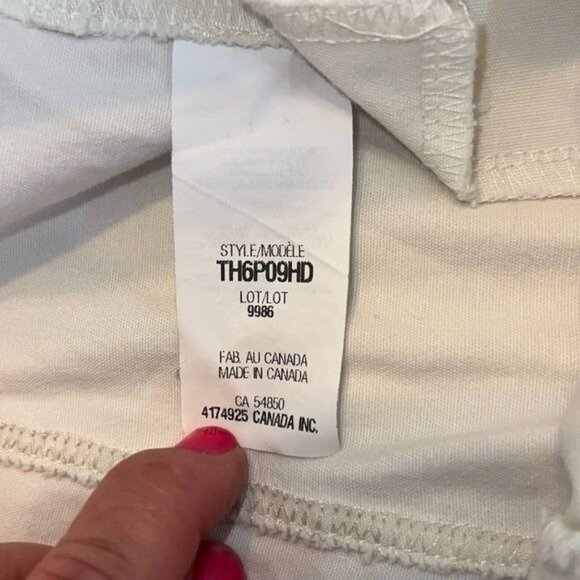 STYLE/MODÈLE
TH6P09HD
LOT/LOT
9986
FAB. AU CANADA
MADE IN CANADA
CA 54850
4174925 CANADA INC.